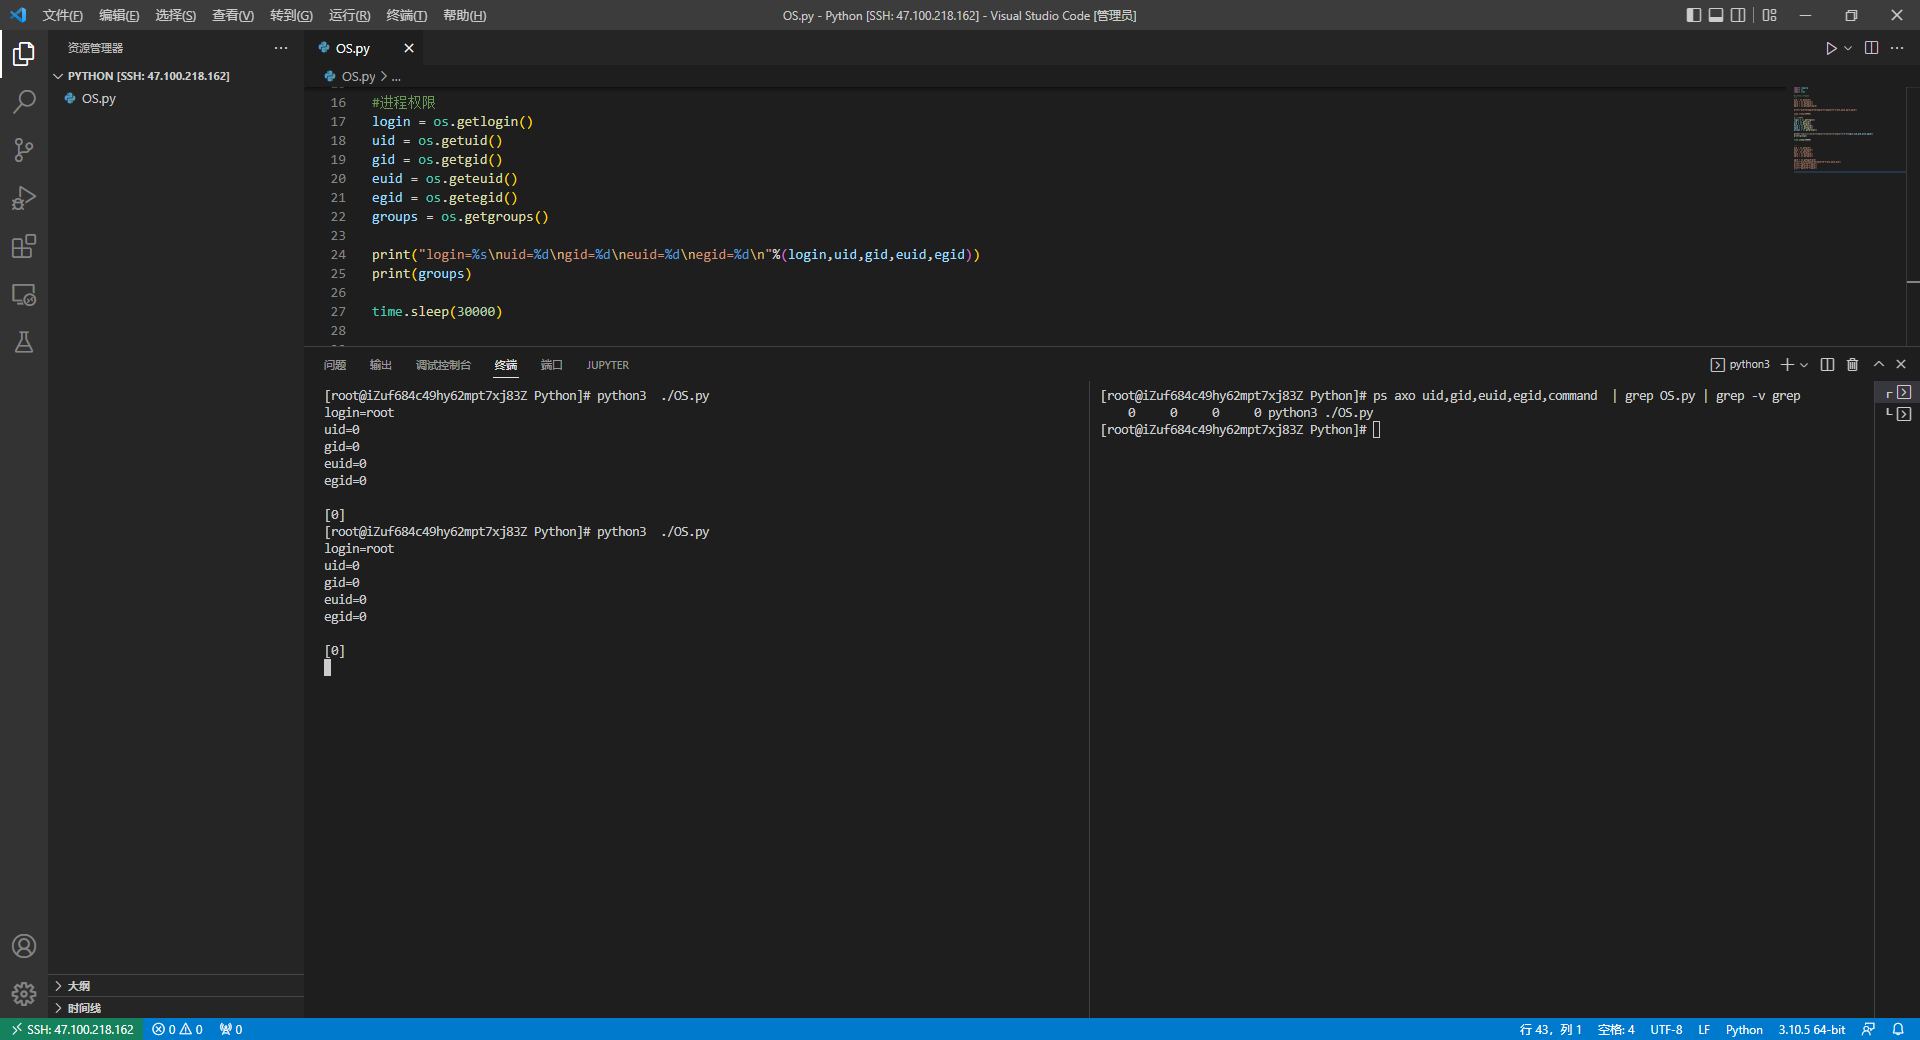 文件(F) 编辑(E) 选择(S) 查看(V) 转到(G) 运行(R) 终端(T) 帮助(H)
OS.py - Python [SSH: 47.100.218.162] - Visual Studio Code [管理员]
资源管理器
PYTHON [SSH: 47.100.218.162]
OS.py
大纲
时间线
OS.py
OS.py > ...
16 #进程权限
17 login = os.getlogin()
18 uid = os.getuid()
19 gid = os.getgid()
20 euid = os.geteuid()
21 egid = os.getegid()
22 groups = os.getgroups()
23
24 print("login=%s\nuid=%d\ngid=%d\neuid=%d\negid=%d\n"%(login,uid,gid,euid,egid))
25 print(groups)
26
27 time.sleep(30000)
28
问题 输出 调试控制台 终端 端口 JUPYTER
python3
[root@iZuf684c49hy62mpt7xj83Z Python]# python3  ./OS.py
login=root
uid=0
gid=0
euid=0
egid=0
[0]
[root@iZuf684c49hy62mpt7xj83Z Python]# python3  ./OS.py
login=root
uid=0
gid=0
euid=0
egid=0
[0]
[root@iZuf684c49hy62mpt7xj83Z Python]# ps axo uid,gid,euid,egid,command  | grep OS.py | grep -v grep
0     0     0     0 python3 ./OS.py
[root@iZuf684c49hy62mpt7xj83Z Python]#
SSH: 47.100.218.162 0 0 0
行 43，列 1 空格: 4 UTF-8 LF Python 3.10.5 64-bit